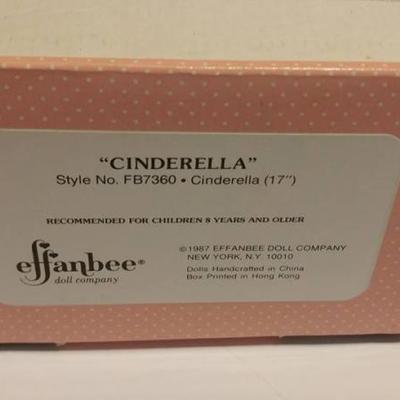 “CINDERELLA”
Style No. FB7360 • Cinderella (17”)
RECOMMENDED FOR CHILDREN 8 YEARS AND OLDER
effanbee®
doll company
©1987 EFFANBEE DOLL COMPANY
NEW YORK, N.Y. 10010
Dolls Handcrafted in China
Box Printed in Hong Kong